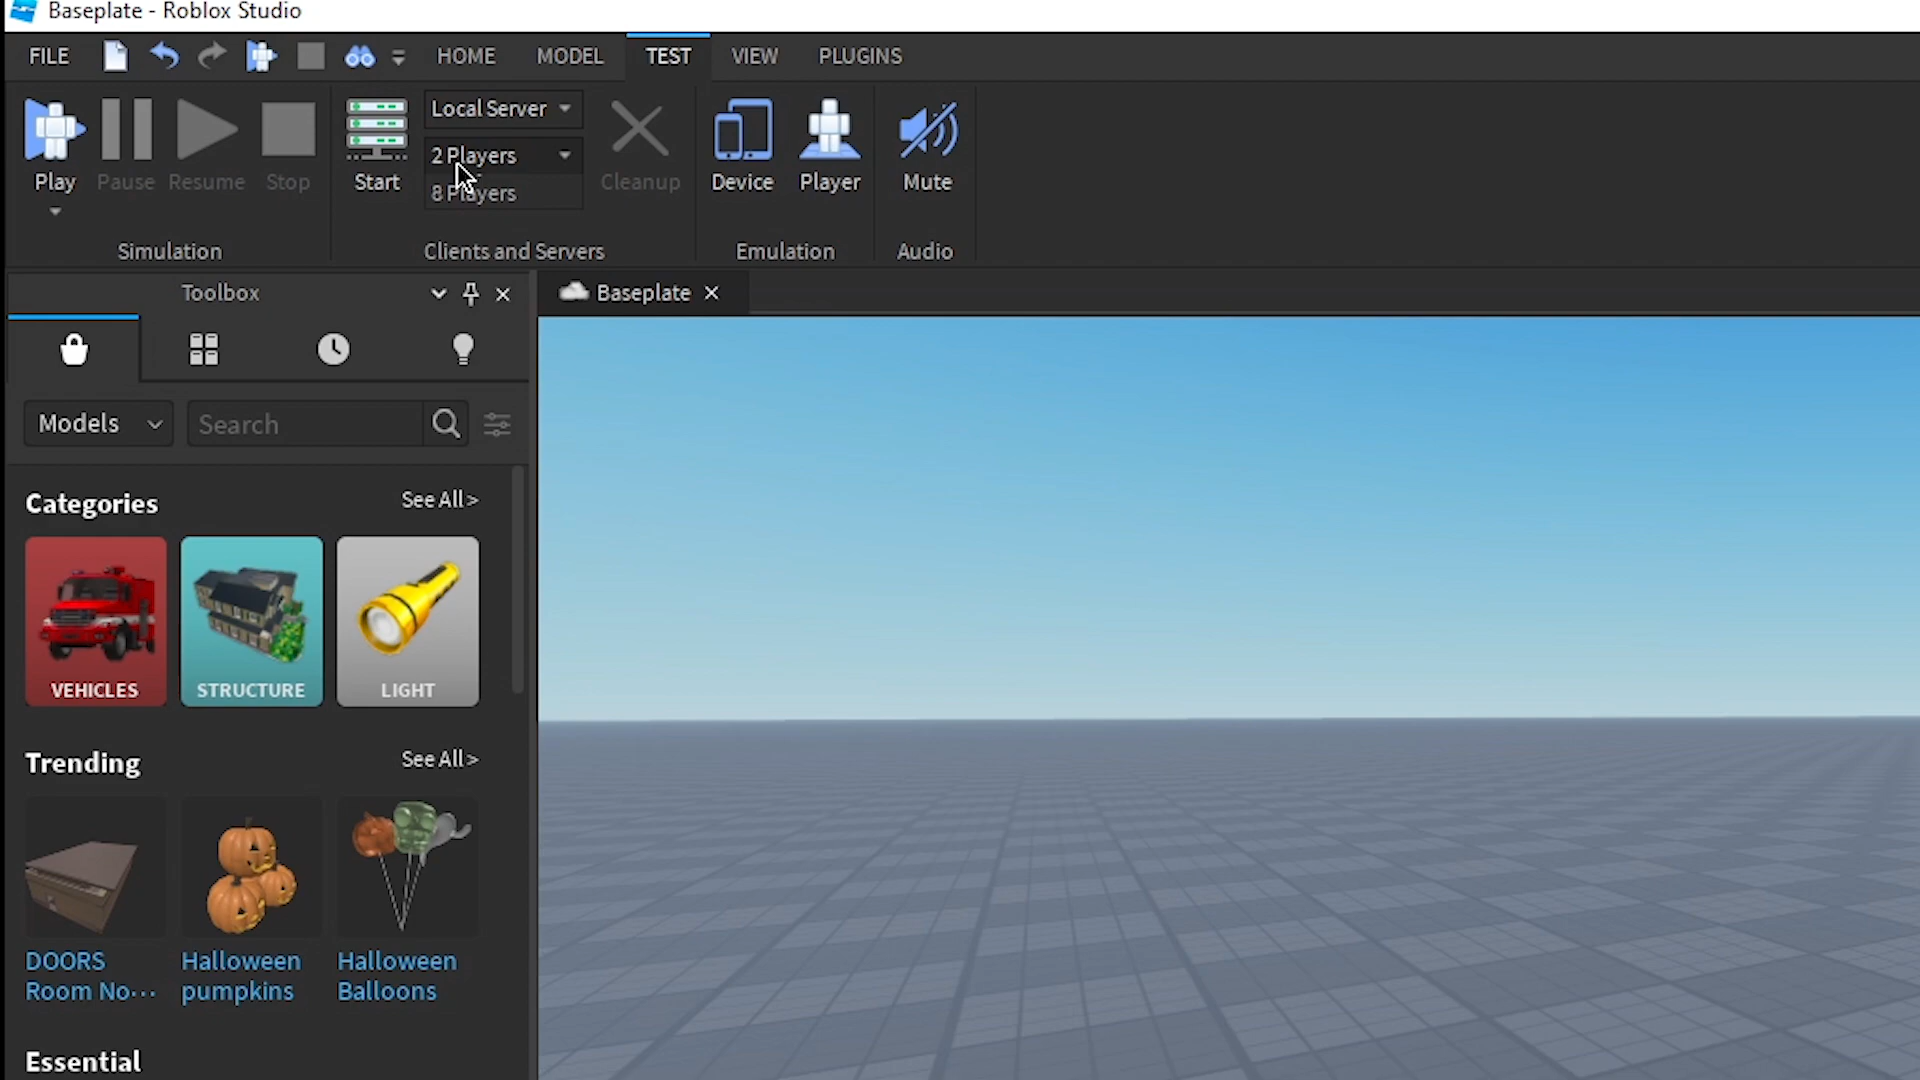 Baseplate - Roblox Studio
FILE HOME MODEL TEST VIEW PLUGINS
Play Pause Resume Stop
Simulation
Start
Local Server
2 Players
8 Players
Cleanup
Clients and Servers
Device Player
Emulation
Mute
Audio
Toolbox
Baseplate
Models
Search
Categories
See All >
VEHICLES STRUCTURE LIGHT
Trending
See All >
DOORS
Room No...
Halloween
pumpkins
Halloween
Balloons
Essential